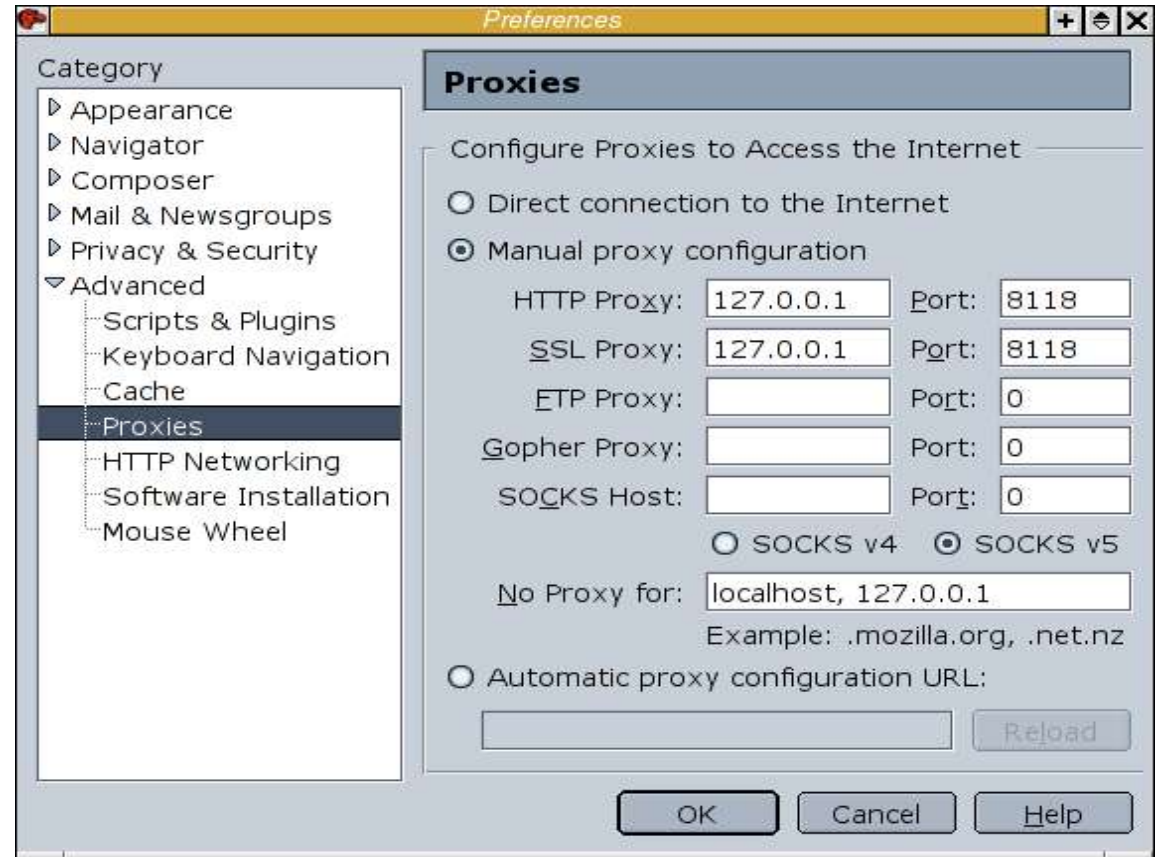 Preferences
Category
Appearance
Navigator
Composer
Mail & Newsgroups
Privacy & Security
Advanced
Scripts & Plugins
Keyboard Navigation
Cache
Proxies
HTTP Networking
Software Installation
Mouse Wheel
Proxies
Configure Proxies to Access the Internet
Direct connection to the Internet
Manual proxy configuration
HTTP Proxy: 127.0.0.1 Port: 8118
SSL Proxy: 127.0.0.1 Port: 8118
FTP Proxy: Port: 0
Gopher Proxy: Port: 0
SOCKS Host: Port: 0
SOCKS v4 SOCKS v5
No Proxy for: localhost, 127.0.0.1
Example: .mozilla.org, .net.nz
Automatic proxy configuration URL:
Reload
OK Cancel Help